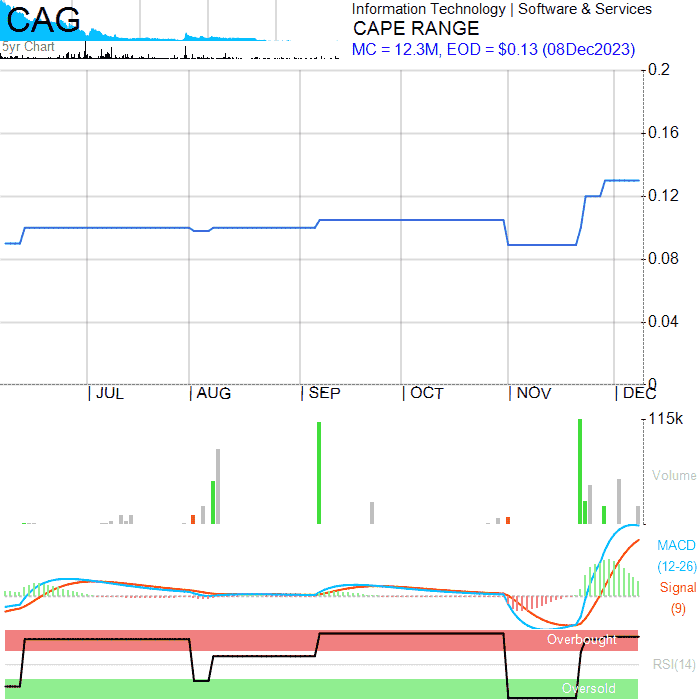 CAG
5yr Chart
Information Technology | Software & Services
CAPE RANGE
MC = 12.3M, EOD = $0.13 (08Dec2023)
0.2
0.16
0.12
0.08
0.04
0
JUL AUG SEP OCT NOV DEC
115k
Volume
MACD
(12-26)
Signal
(9)
Overbought
RSI(14)
Oversold